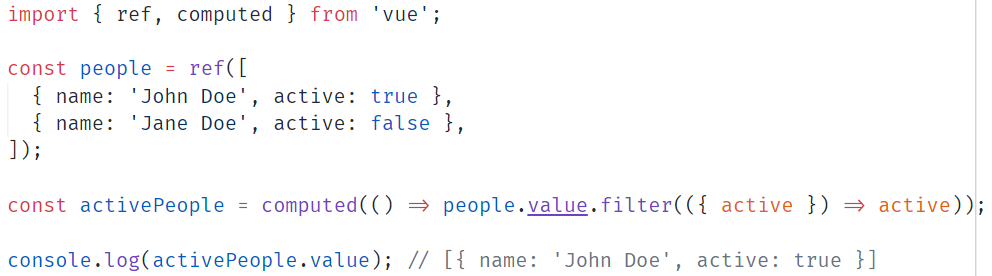 import { ref, computed } from 'vue';

const people = ref([
  { name: 'John Doe', active: true },
  { name: 'Jane Doe', active: false },
]);

const activePeople = computed(() => people.value.filter(({ active }) => active));

console.log(activePeople.value); // [{ name: 'John Doe', active: true }]